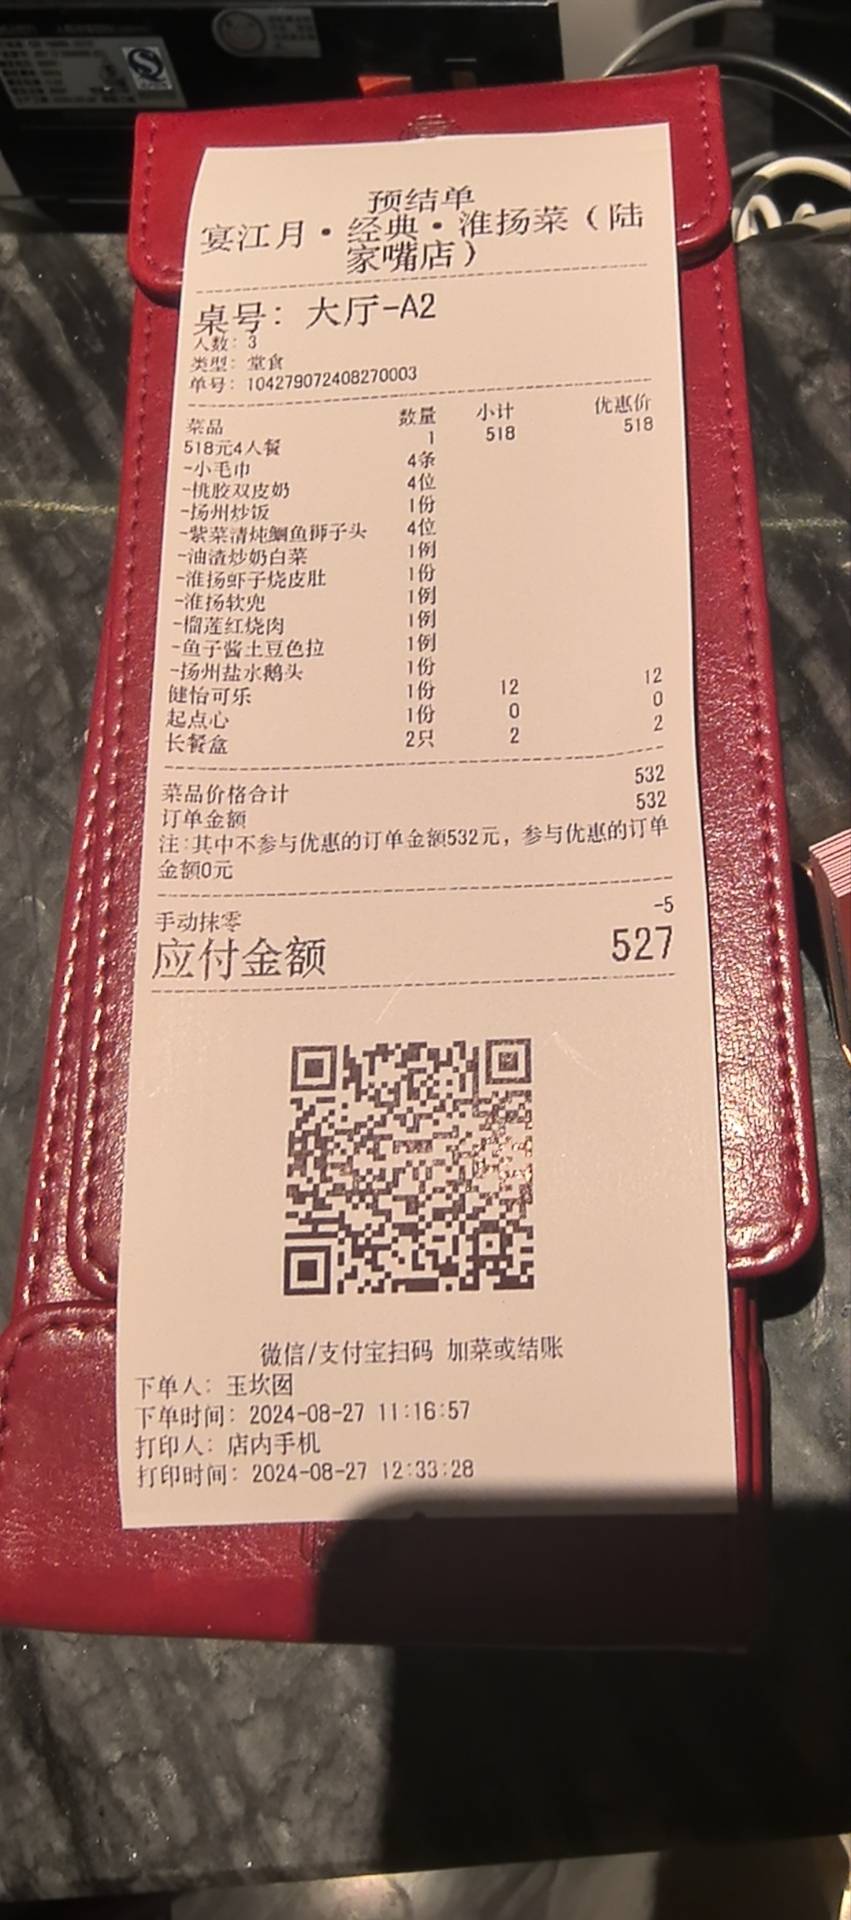 预结单
宴江月·经典·淮扬菜（陆
家嘴店）
桌号: 大厅-A2
人数: 3
类型: 堂食
单号: 104279072408270003
菜品 数量 小计 优惠价
518元4人餐 1 518 518
-小毛巾 4条
-桃胶双皮奶 4位
-扬州炒饭 1份
-紫菜清炖鮰鱼狮子头 4位
-油渣炒奶白菜 1例
-淮扬虾子烧皮肚 1份
-淮扬软兜 1例
-榴莲红烧肉 1例
-鱼子酱土豆色拉 1例
-扬州盐水鹅头 1份
健怡可乐 1份 12 12
起点心 1份 0 0
长餐盒 2只 2 2
菜品价格合计 532
订单金额 532
注:其中不参与优惠的订单金额532元，参与优惠的订单
金额0元
手动抹零 -5
应付金额 527
微信/支付宝扫码 加菜或结账
下单人: 玉坎囡
下单时间: 2024-08-27 11:16:57
打印人: 店内手机
打印时间: 2024-08-27 12:33:28